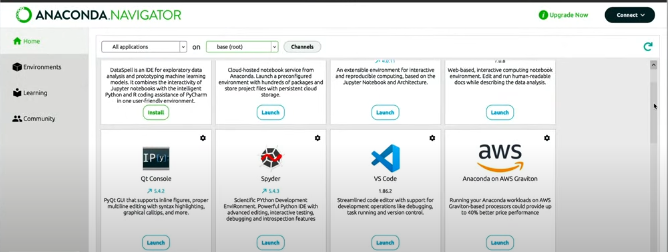 ANACONDA.NAVIGATOR
Upgrade Now
Connect
Home
All applications
on
base (root)
Channels
Environments
Learning
Community
DataSpell is an IDE for exploratory data
analysis and prototyping machine learning
models. It combines the interactivity of
Jupyter notebooks with the intelligent
Python and R coding assistance of PyCharm
in one user-friendly environment.
Install
Cloud-hosted notebook service from
Anaconda. Launch a preconfigured
environment with hundreds of packages and
store project files with persistent cloud
storage.
Launch
An extensible environment for interactive
and reproducible computing, based on the
Jupyter Notebook and Architecture.
Launch
Web-based, interactive computing notebook
environment. Edit and run human-readable
docs while describing the data analysis.
Launch
IP[y]:
Qt Console
5.4.2
PyQt GUI that supports inline figures, proper
multiline editing with syntax highlighting,
graphical calltips, and more.
Launch
Spyder
5.4.3
Scientific PYthon Development
EnviRonment. Powerful Python IDE with
advanced editing, interactive testing,
debugging and introspection features
Launch
VS Code
1.86.2
Streamlined code editor with support for
development operations like debugging,
task running and version control.
Launch
aws
Anaconda on AWS Graviton
Running your Anaconda workloads on AWS
Graviton-based processors could provide up
to 40% better price performance
Launch